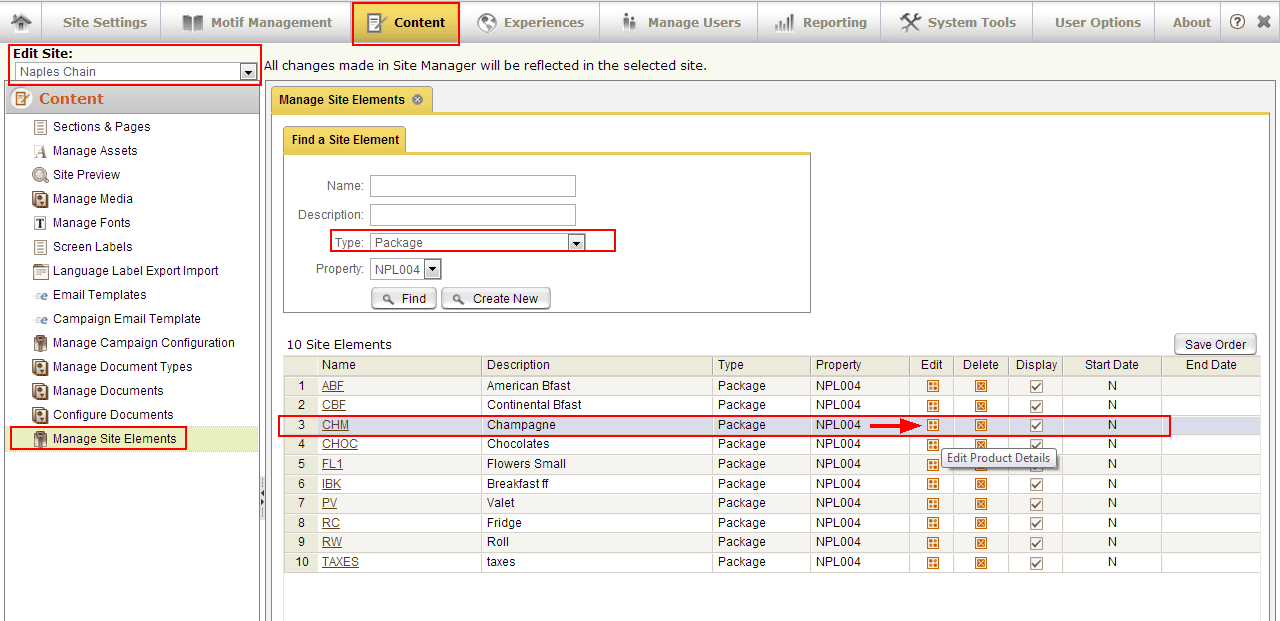 Site Settings Motif Management Content Experiences Manage Users Reporting System Tools User Options About
Edit Site:
Naples Chain
All changes made in Site Manager will be reflected in the selected site.
Content
Sections & Pages
Manage Assets
Site Preview
Manage Media
Manage Fonts
Screen Labels
Language Label Export Import
Email Templates
Campaign Email Template
Manage Campaign Configuration
Manage Document Types
Manage Documents
Configure Documents
Manage Site Elements
Manage Site Elements
Find a Site Element
Name:
Description:
Type: Package
Property: NPL004
Find Create New
10 Site Elements Save Order
Name Description Type Property Edit Delete Display Start Date End Date
1 ABF American Bfast Package NPL004 N
2 CBF Continental Bfast Package NPL004 N
3 CHM Champagne Package NPL004 N
4 CHOC Chocolates Package NPL004 N
Edit Product Details
5 FL1 Flowers Small Package NPL004 N
6 IBK Breakfast ff Package NPL004 N
7 PV Valet Package NPL004 N
8 RC Fridge Package NPL004 N
9 RW Roll Package NPL004 N
10 TAXES taxes Package NPL004 N